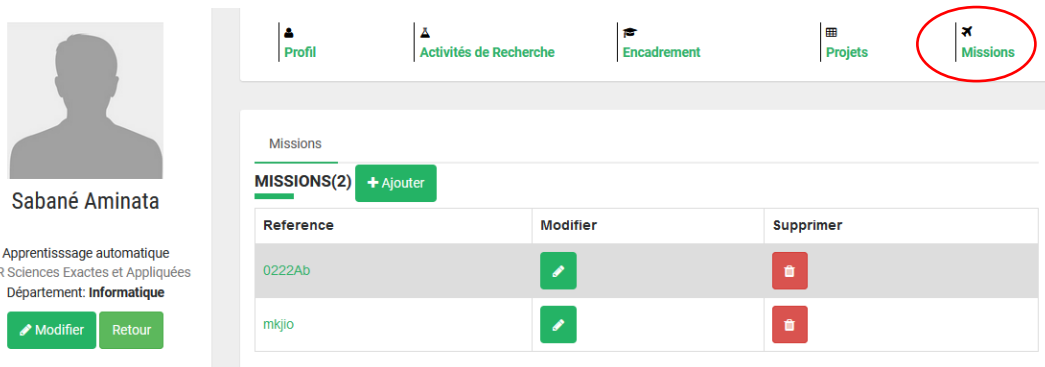 Profil
Activités de Recherche
Encadrement
Projets
Missions
Sabané Aminata
Apprentisssage automatique
R Sciences Exactes et Appliquées
Département: Informatique
Modifier Retour
Missions
MISSIONS(2) Ajouter
Reference Modifier Supprimer
0222Ab
mkjio